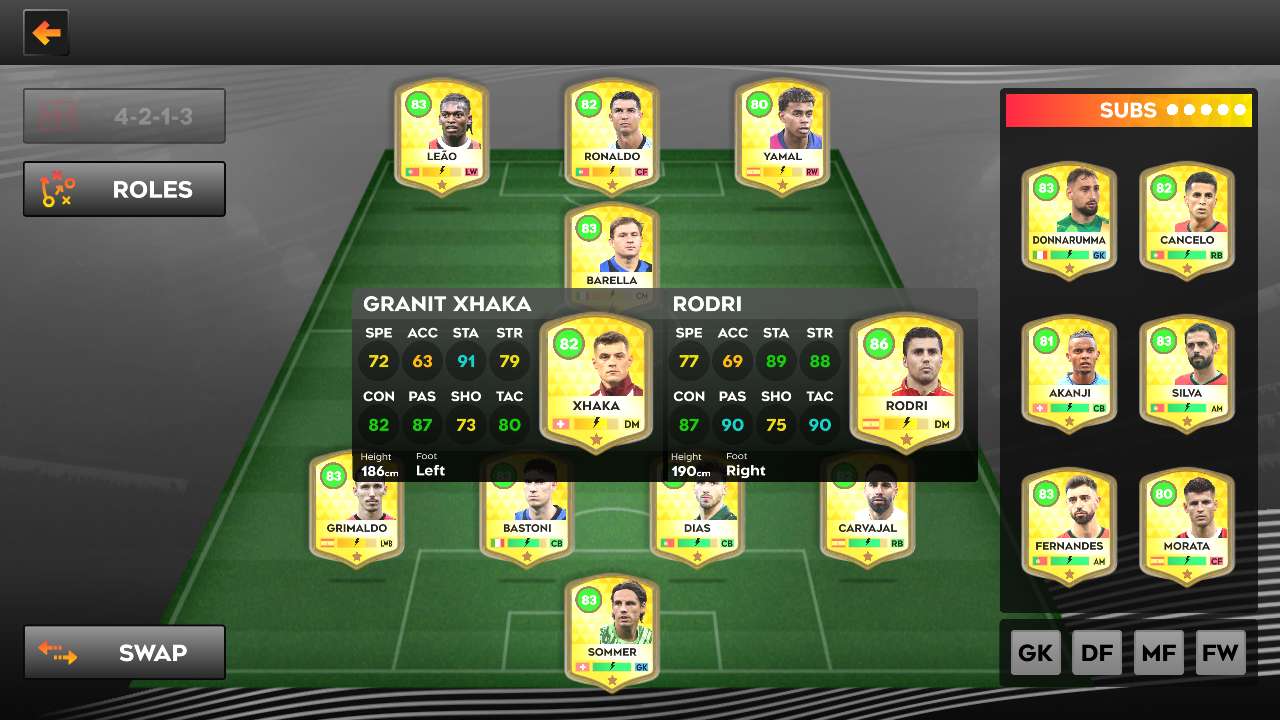 4-2-1-3
ROLES
83
LEÃO
LW
82
RONALDO
CF
80
YAMAL
RW
83
BARELLA
CM
GRANIT XHAKA
SPE ACC STA STR
72 63 91 79
CON PAS SHO TAC
82 87 73 80
Height Foot
186cm Left
82
XHAKA
DM
RODRI
SPE ACC STA STR
77 69 89 88
CON PAS SHO TAC
87 90 75 90
Height Foot
190cm Right
86
RODRI
DM
83
GRIMALDO
LWB
83
BASTONI
CB
DIAS
CB
82
CARVAJAL
RB
83
SOMMER
GK
SWAP
SUBS
83
DONNARUMMA
GK
82
CANCELO
RB
81
AKANJI
CB
83
SILVA
AM
83
FERNANDES
AM
80
MORATA
CF
GK DF MF FW